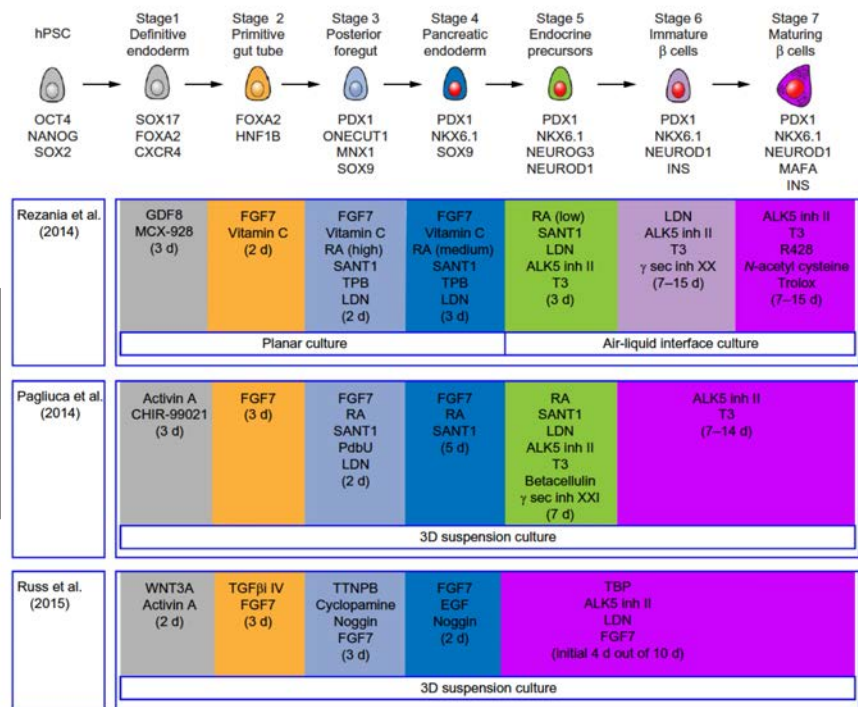 hPSC
Stage1
Definitive
endoderm
Stage 2
Primitive
gut tube
Stage 3
Posterior
foregut
Stage 4
Pancreatic
endoderm
Stage 5
Endocrine
precursors
Stage 6
Immature
β cells
Stage 7
Maturing
β cells
OCT4
NANOG
SOX2
SOX17
FOXA2
CXCR4
FOXA2
HNF1B
PDX1
ONECUT1
MNX1
SOX9
PDX1
NKX6.1
SOX9
PDX1
NKX6.1
NEUROG3
NEUROD1
PDX1
NKX6.1
NEUROD1
INS
PDX1
NKX6.1
NEUROD1
MAFA
INS
Rezania et al.
(2014)
GDF8
MCX-928
(3 d)
FGF7
Vitamin C
(2 d)
FGF7
Vitamin C
RA (high)
SANT1
TPB
LDN
(2 d)
FGF7
Vitamin C
RA (medium)
SANT1
TPB
LDN
(3 d)
RA (low)
SANT1
LDN
ALK5 inh II
T3
(3 d)
LDN
ALK5 inh II
T3
γ sec inh XX
(7–15 d)
ALK5 inh II
T3
R428
N-acetyl cysteine
Trolox
(7–15 d)
Planar culture
Air-liquid interface culture
Pagliuca et al.
(2014)
Activin A
CHIR-99021
(3 d)
FGF7
(3 d)
FGF7
RA
SANT1
PdbU
LDN
(2 d)
FGF7
RA
SANT1
(5 d)
RA
SANT1
LDN
ALK5 inh II
T3
Betacellulin
γ sec inh XXI
(7 d)
ALK5 inh II
T3
(7–14 d)
3D suspension culture
Russ et al.
(2015)
WNT3A
Activin A
(2 d)
TGFβi IV
FGF7
(3 d)
TTNPB
Cyclopamine
Noggin
FGF7
(3 d)
FGF7
EGF
Noggin
(2 d)
TBP
ALK5 inh II
LDN
FGF7
(initial 4 d out of 10 d)
3D suspension culture